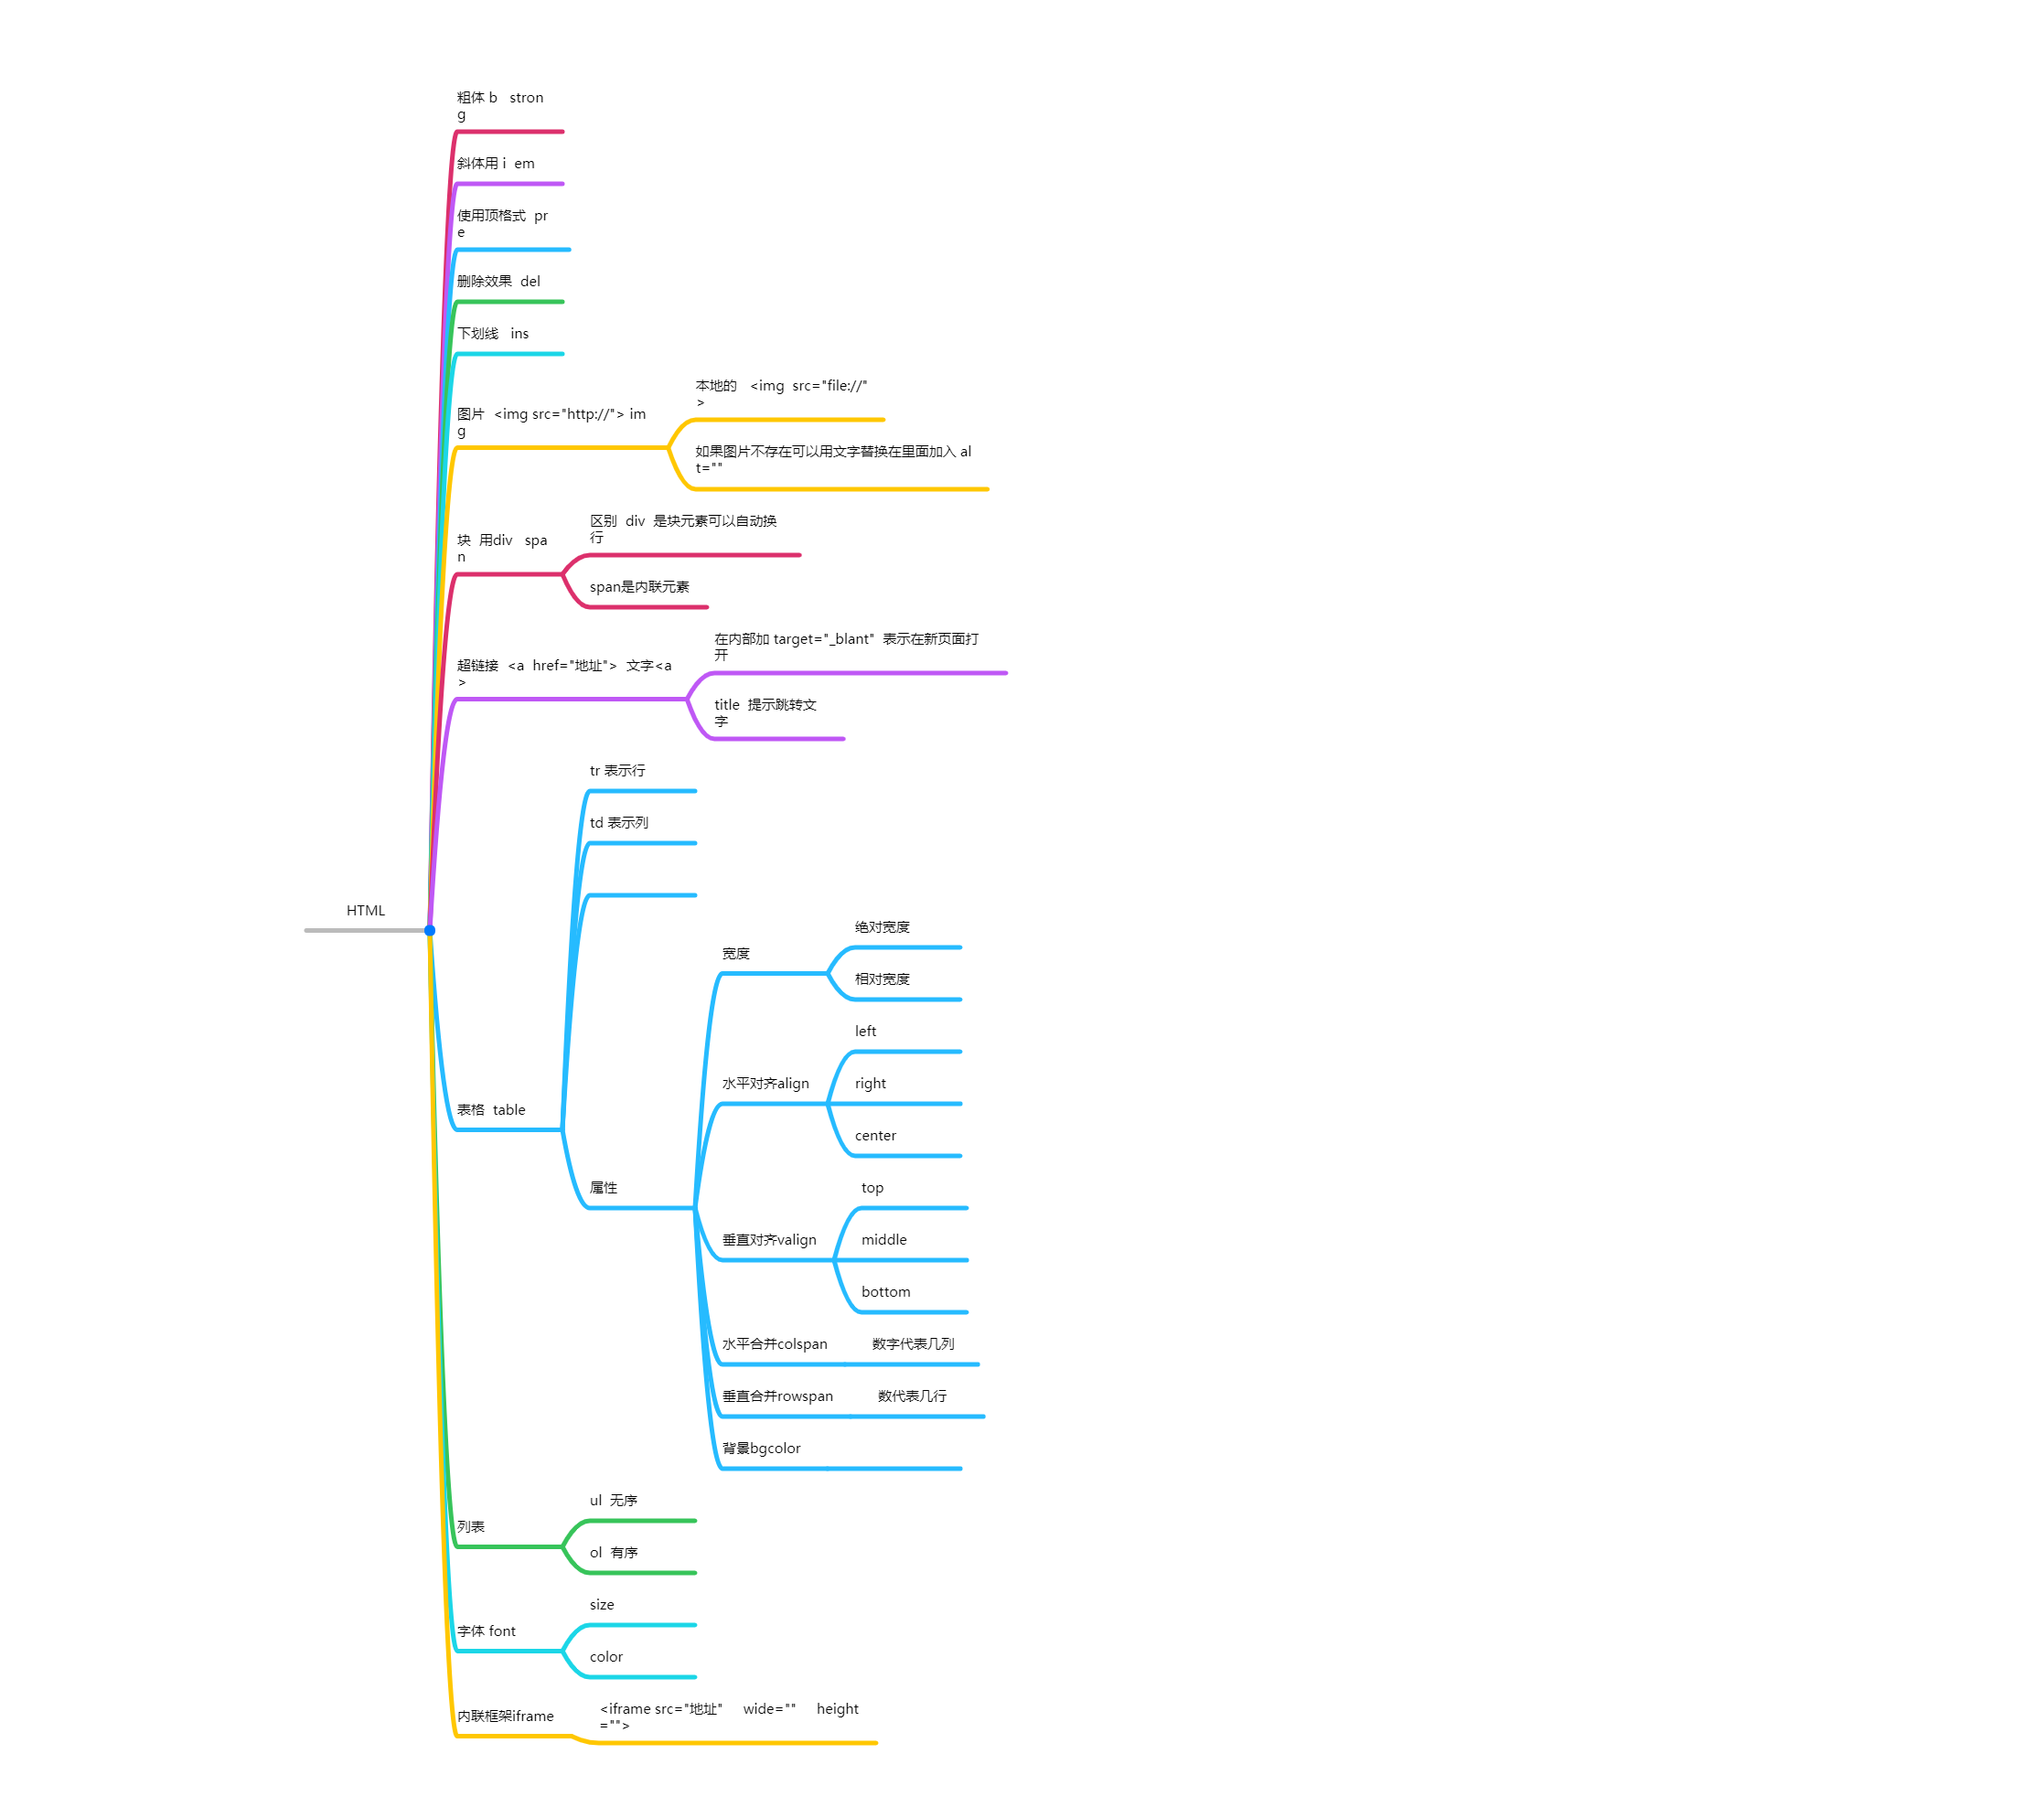 粗体 b   stron
g
斜体用 i  em
使用顶格式  pr
e
删除效果  del
下划线   ins
图片  <img src="http://"> im
g
本地的   <img  src="file://"
>
如果图片不存在可以用文字替换在里面加入 al
t=""
块  用div   spa
n
区别  div  是块元素可以自动换
行
span是内联元素
超链接  <a  href="地址">  文字<a
>
在内部加 target="_blant"  表示在新页面打
开
title  提示跳转文
字
HTML
表格  table
tr 表示行
td 表示列
属性
宽度
绝对宽度
相对宽度
水平对齐align
left
right
center
垂直对齐valign
top
middle
bottom
水平合并colspan
数字代表几列
垂直合并rowspan
数代表几行
背景bgcolor
列表
ul  无序
ol  有序
字体 font
size
color
内联框架iframe
<iframe src="地址"     wide=""     height
="">